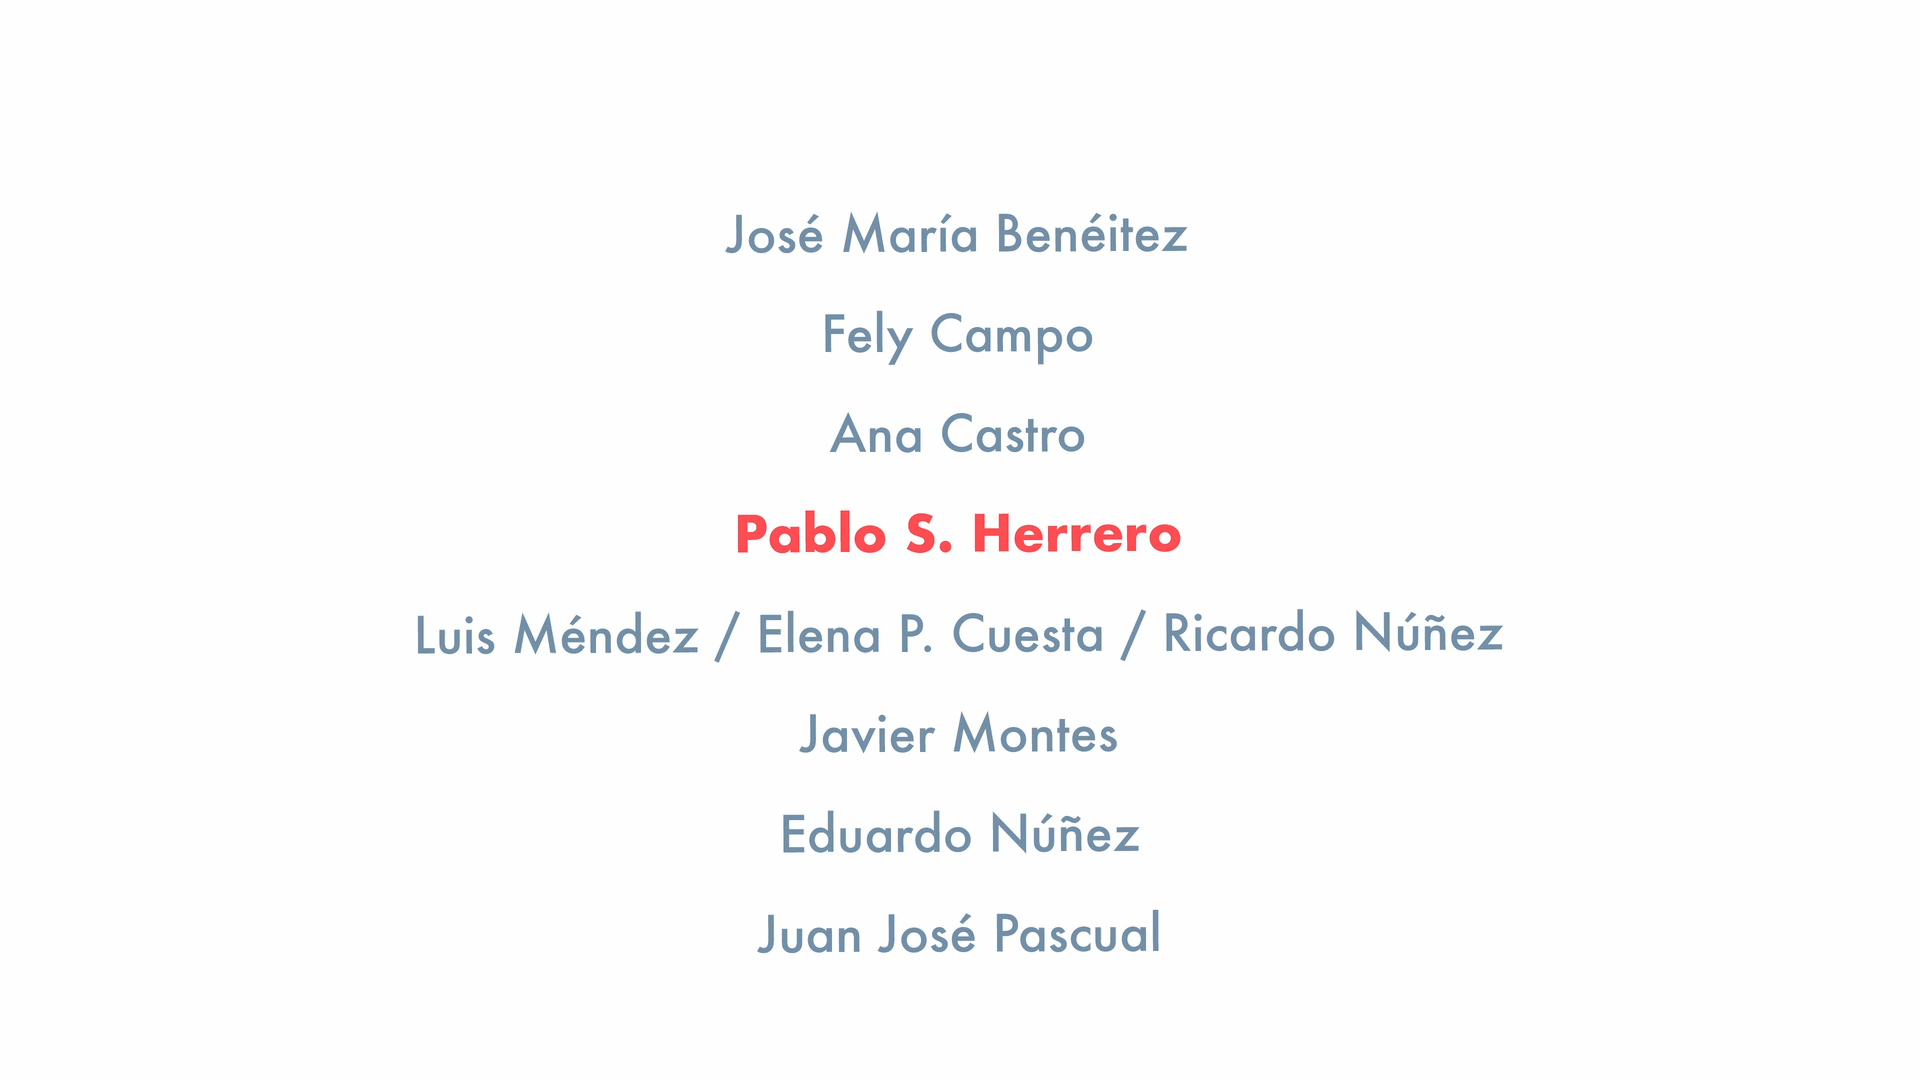 José María Benéitez
Fely Campo
Ana Castro
Pablo S. Herrero
Luis Méndez / Elena P. Cuesta / Ricardo Núñez
Javier Montes
Eduardo Núñez
Juan José Pascual